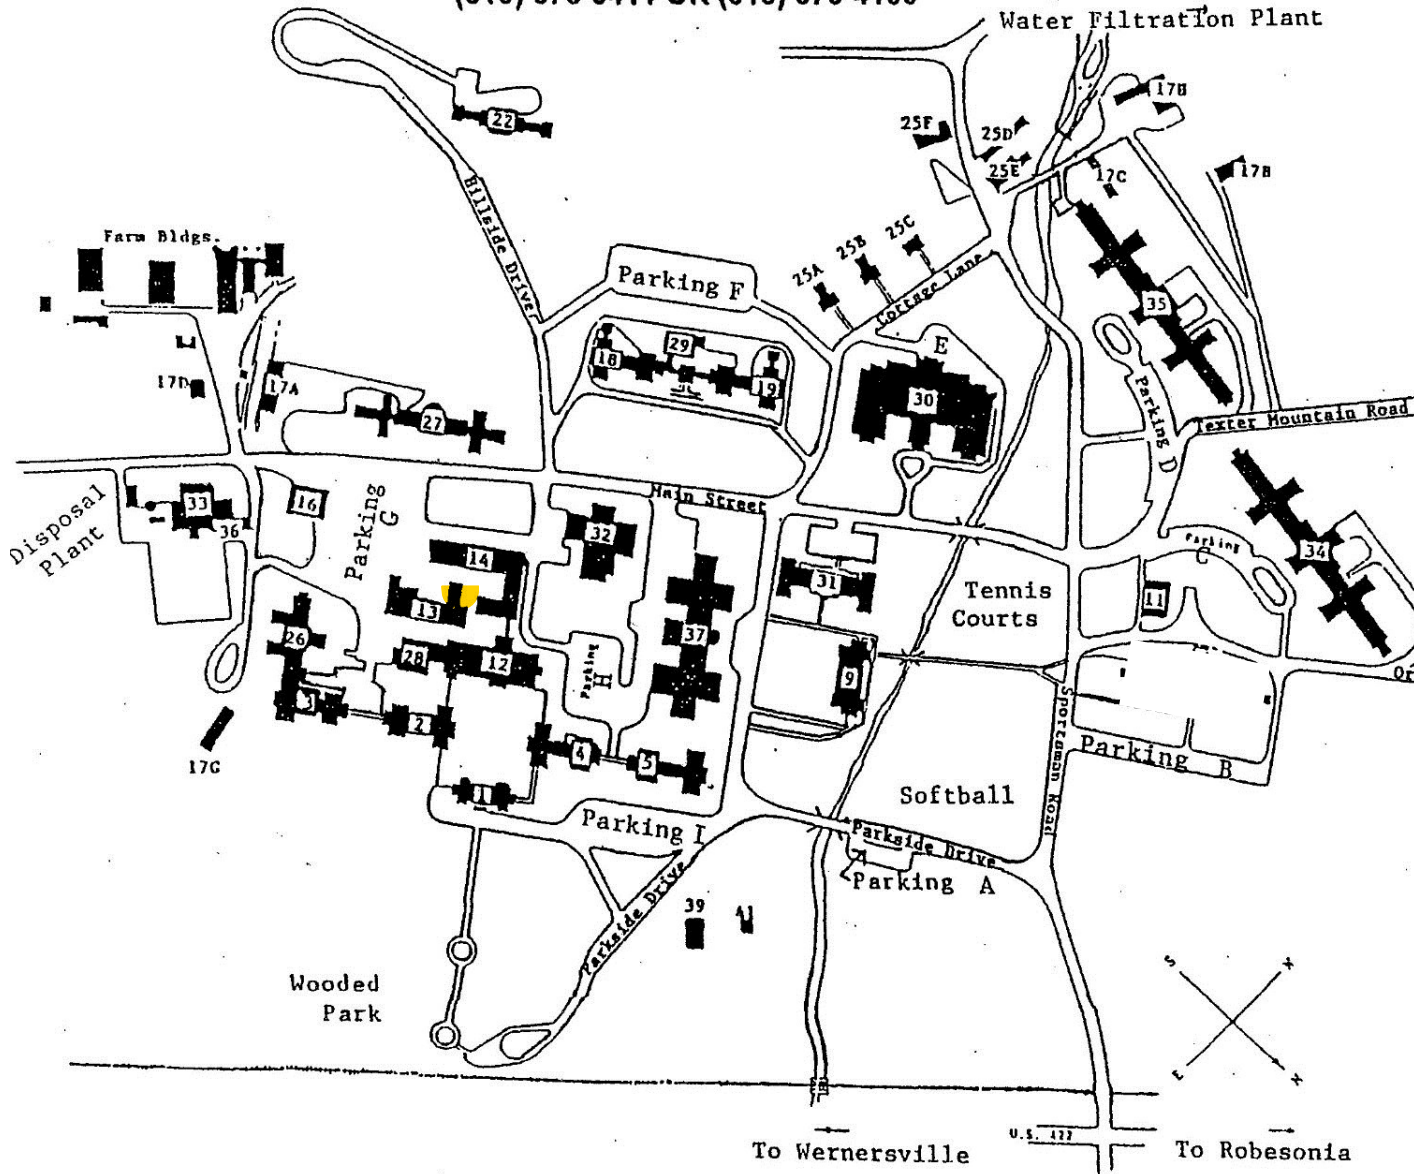 Water Filtration Plant
17H
25F
25D
22
25E
17C
17B
Hillside Drive
Farm Bldgs.
25C
25B
25A
Parking F
Cottage Lane
35
E
29
18
19
17D
17A
30
Parking D
Texter Mountain Road
27
Main Street
Disposal
Plant
33
16
36
Parking
G
32
Parking
C
34
14
31
Tennis
Courts
11
13
26
37
28
12
Parking
H
9
3
2
4
5
Sportsman Road
Parking B
17G
1
Softball
Parking I
Parkside Drive
Parking A
39
41
Parkside Drive
Wooded
Park
S
E
N
U.S. 422
To Wernersville
To Robesonia